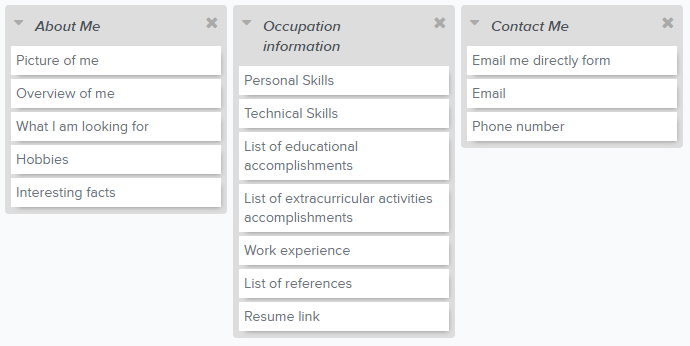 About Me
Picture of me
Overview of me
What I am looking for
Hobbies
Interesting facts
Occupation
information
Personal Skills
Technical Skills
List of educational
accomplishments
List of extracurricular activities
accomplishments
Work experience
List of references
Resume link
Contact Me
Email me directly form
Email
Phone number